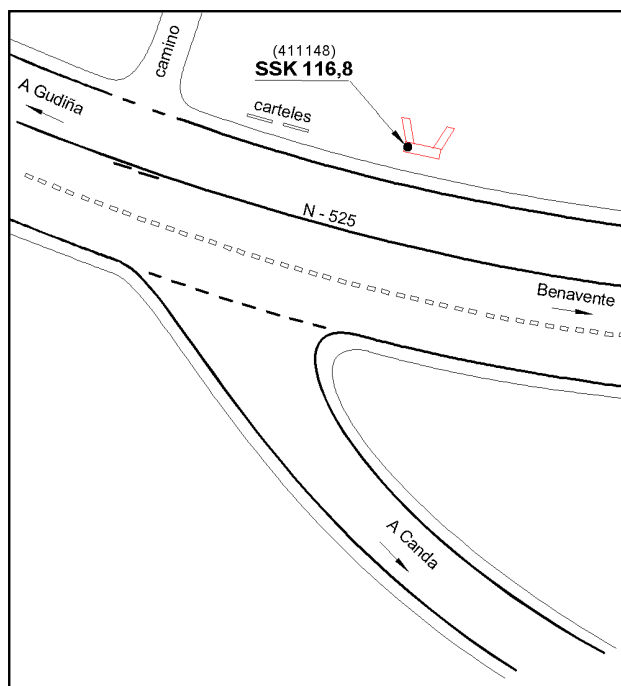 camino
(411148)
SSK 116,8
A Gudiña
carteles
N - 525
Benavente
A Canda